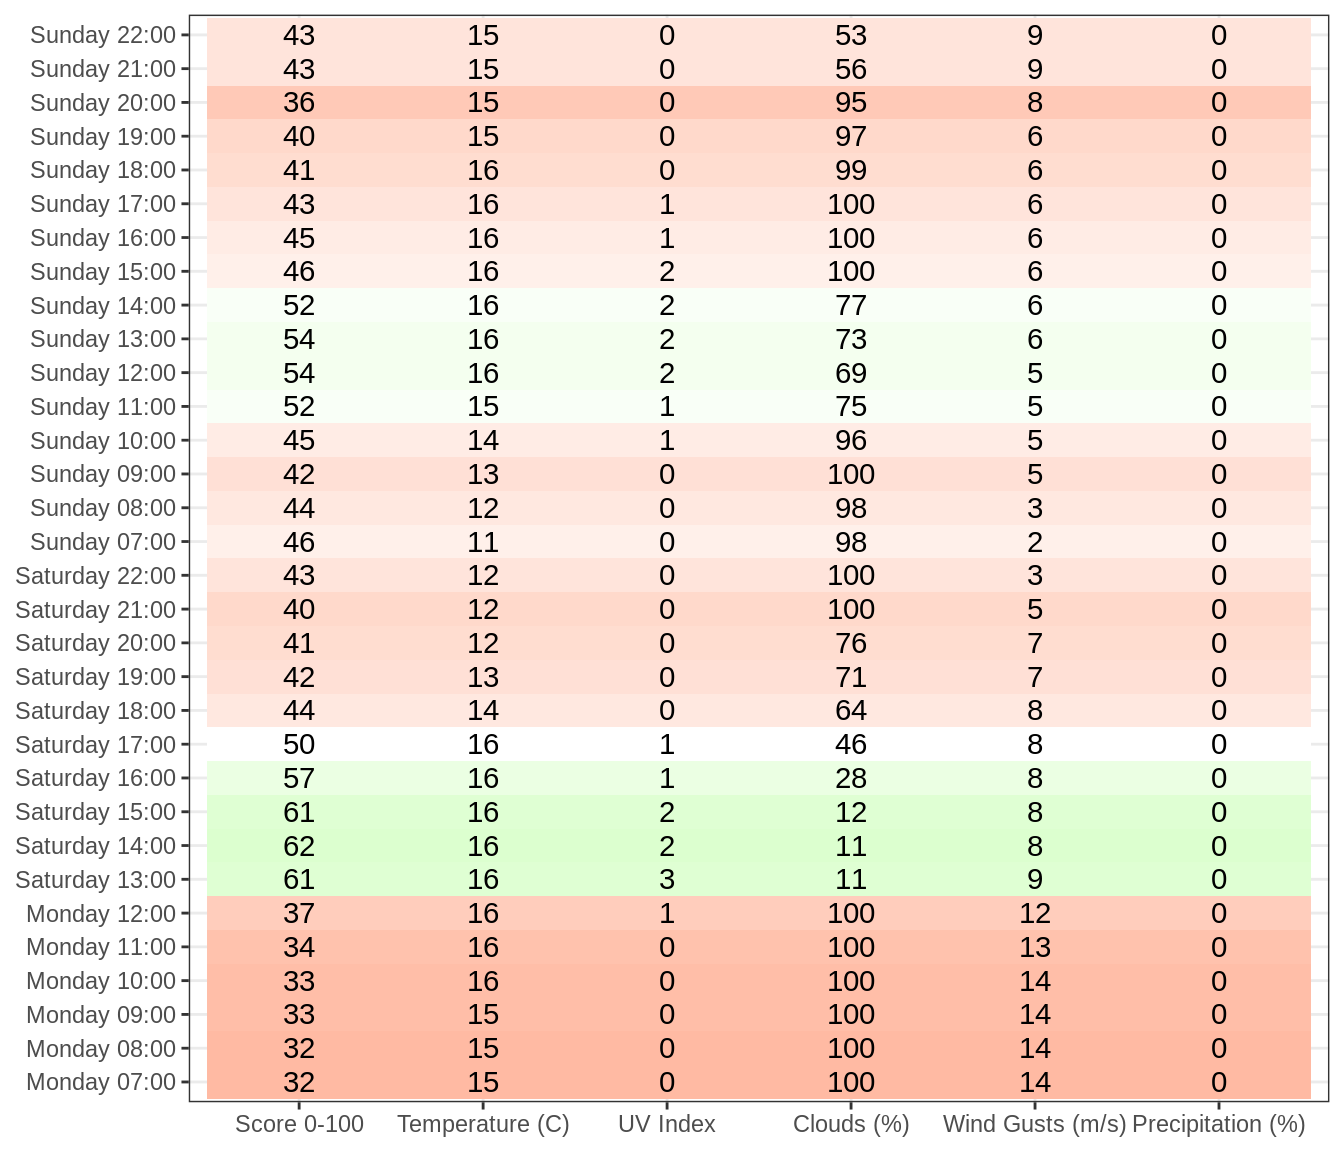 Sunday 22:00 43 15 0 53 9 0
Sunday 21:00 43 15 0 56 9 0
Sunday 20:00 36 15 0 95 8 0
Sunday 19:00 40 15 0 97 6 0
Sunday 18:00 41 16 0 99 6 0
Sunday 17:00 43 16 1 100 6 0
Sunday 16:00 45 16 1 100 6 0
Sunday 15:00 46 16 2 100 6 0
Sunday 14:00 52 16 2 77 6 0
Sunday 13:00 54 16 2 73 6 0
Sunday 12:00 54 16 2 69 5 0
Sunday 11:00 52 15 1 75 5 0
Sunday 10:00 45 14 1 96 5 0
Sunday 09:00 42 13 0 100 5 0
Sunday 08:00 44 12 0 98 3 0
Sunday 07:00 46 11 0 98 2 0
Saturday 22:00 43 12 0 100 3 0
Saturday 21:00 40 12 0 100 5 0
Saturday 20:00 41 12 0 76 7 0
Saturday 19:00 42 13 0 71 7 0
Saturday 18:00 44 14 0 64 8 0
Saturday 17:00 50 16 1 46 8 0
Saturday 16:00 57 16 1 28 8 0
Saturday 15:00 61 16 2 12 8 0
Saturday 14:00 62 16 2 11 8 0
Saturday 13:00 61 16 3 11 9 0
Monday 12:00 37 16 1 100 12 0
Monday 11:00 34 16 0 100 13 0
Monday 10:00 33 16 0 100 14 0
Monday 09:00 33 15 0 100 14 0
Monday 08:00 32 15 0 100 14 0
Monday 07:00 32 15 0 100 14 0
Score 0-100 Temperature (C) UV Index Clouds (%) Wind Gusts (m/s) Precipitation (%)